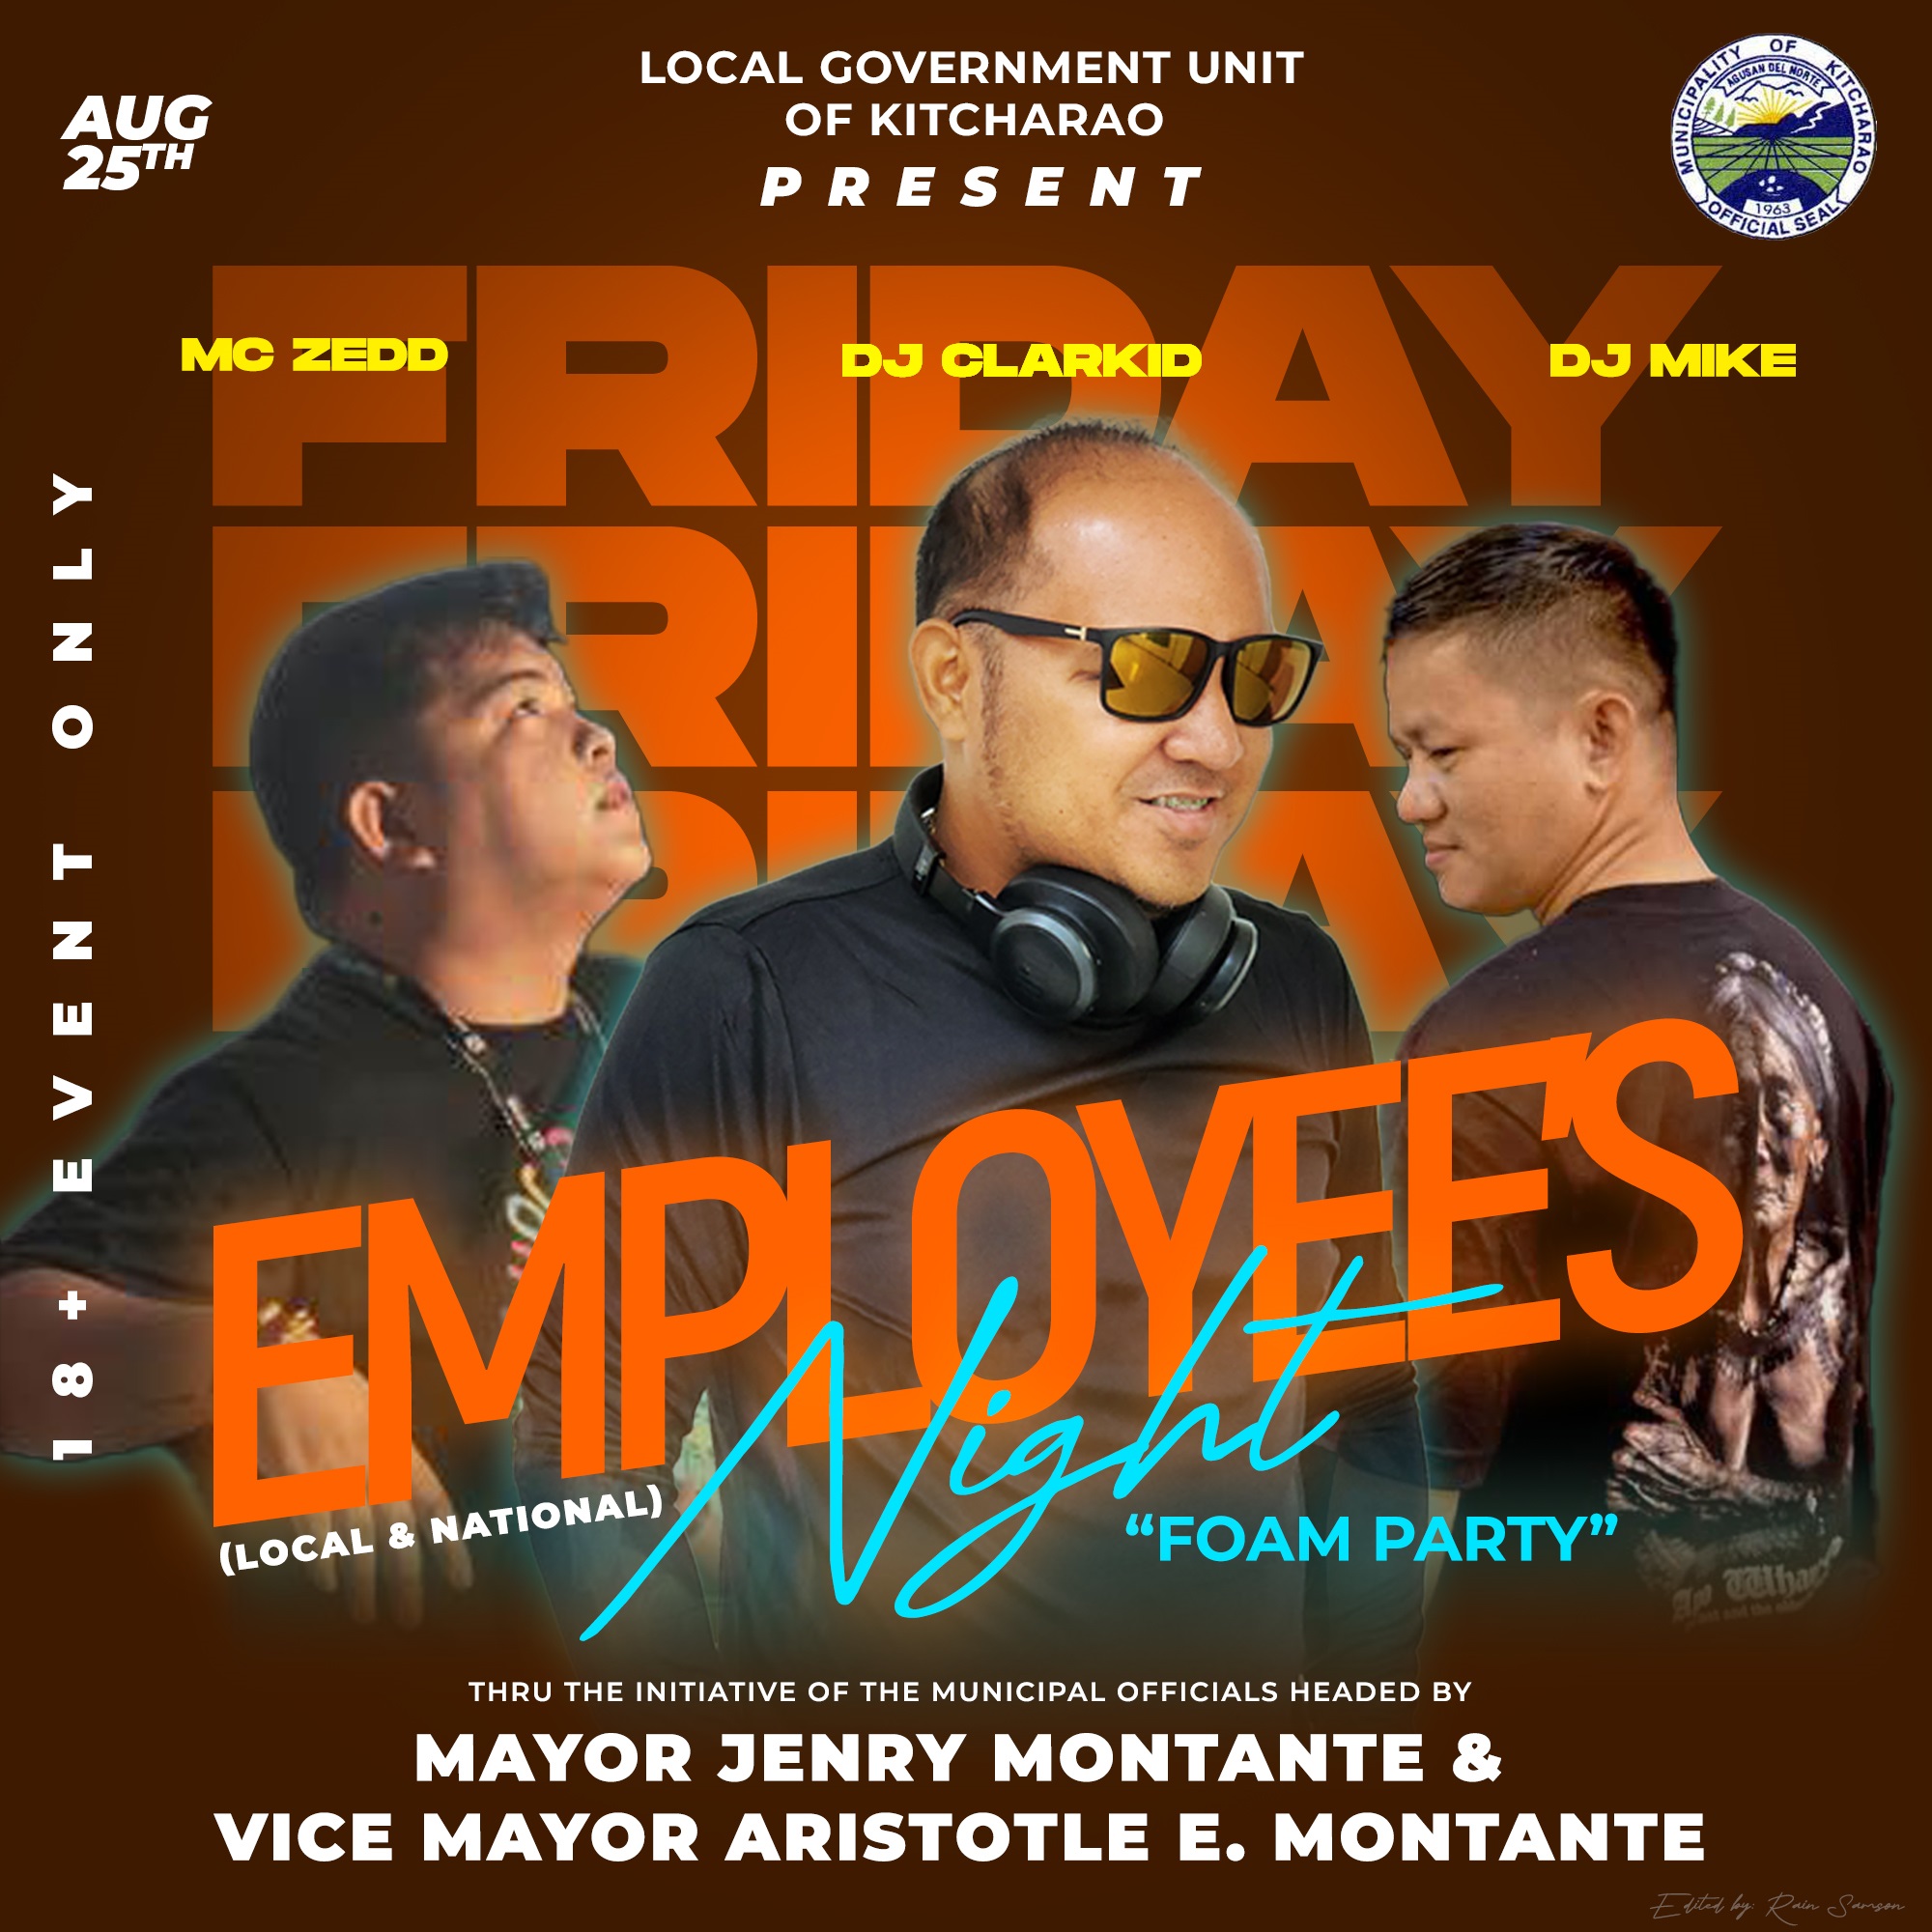 AUG
25TH
LOCAL GOVERNMENT UNIT
OF KITCHARAO
PRESENT
MUNICIPALITY OF KITCHARAO
AGUSAN DEL NORTE
1963
OFFICIAL SEAL
FRIDAY
MC ZEDD
DJ CLARKID
DJ MIKE
FRIDAY
FRIDAY
18+ EVENT ONLY
EMPLOYEE'S
Night
(LOCAL & NATIONAL)
“FOAM PARTY”
THRU THE INITIATIVE OF THE MUNICIPAL OFFICIALS HEADED BY
MAYOR JENRY MONTANTE &
VICE MAYOR ARISTOTLE E. MONTANTE
Edited by: Rain Samson